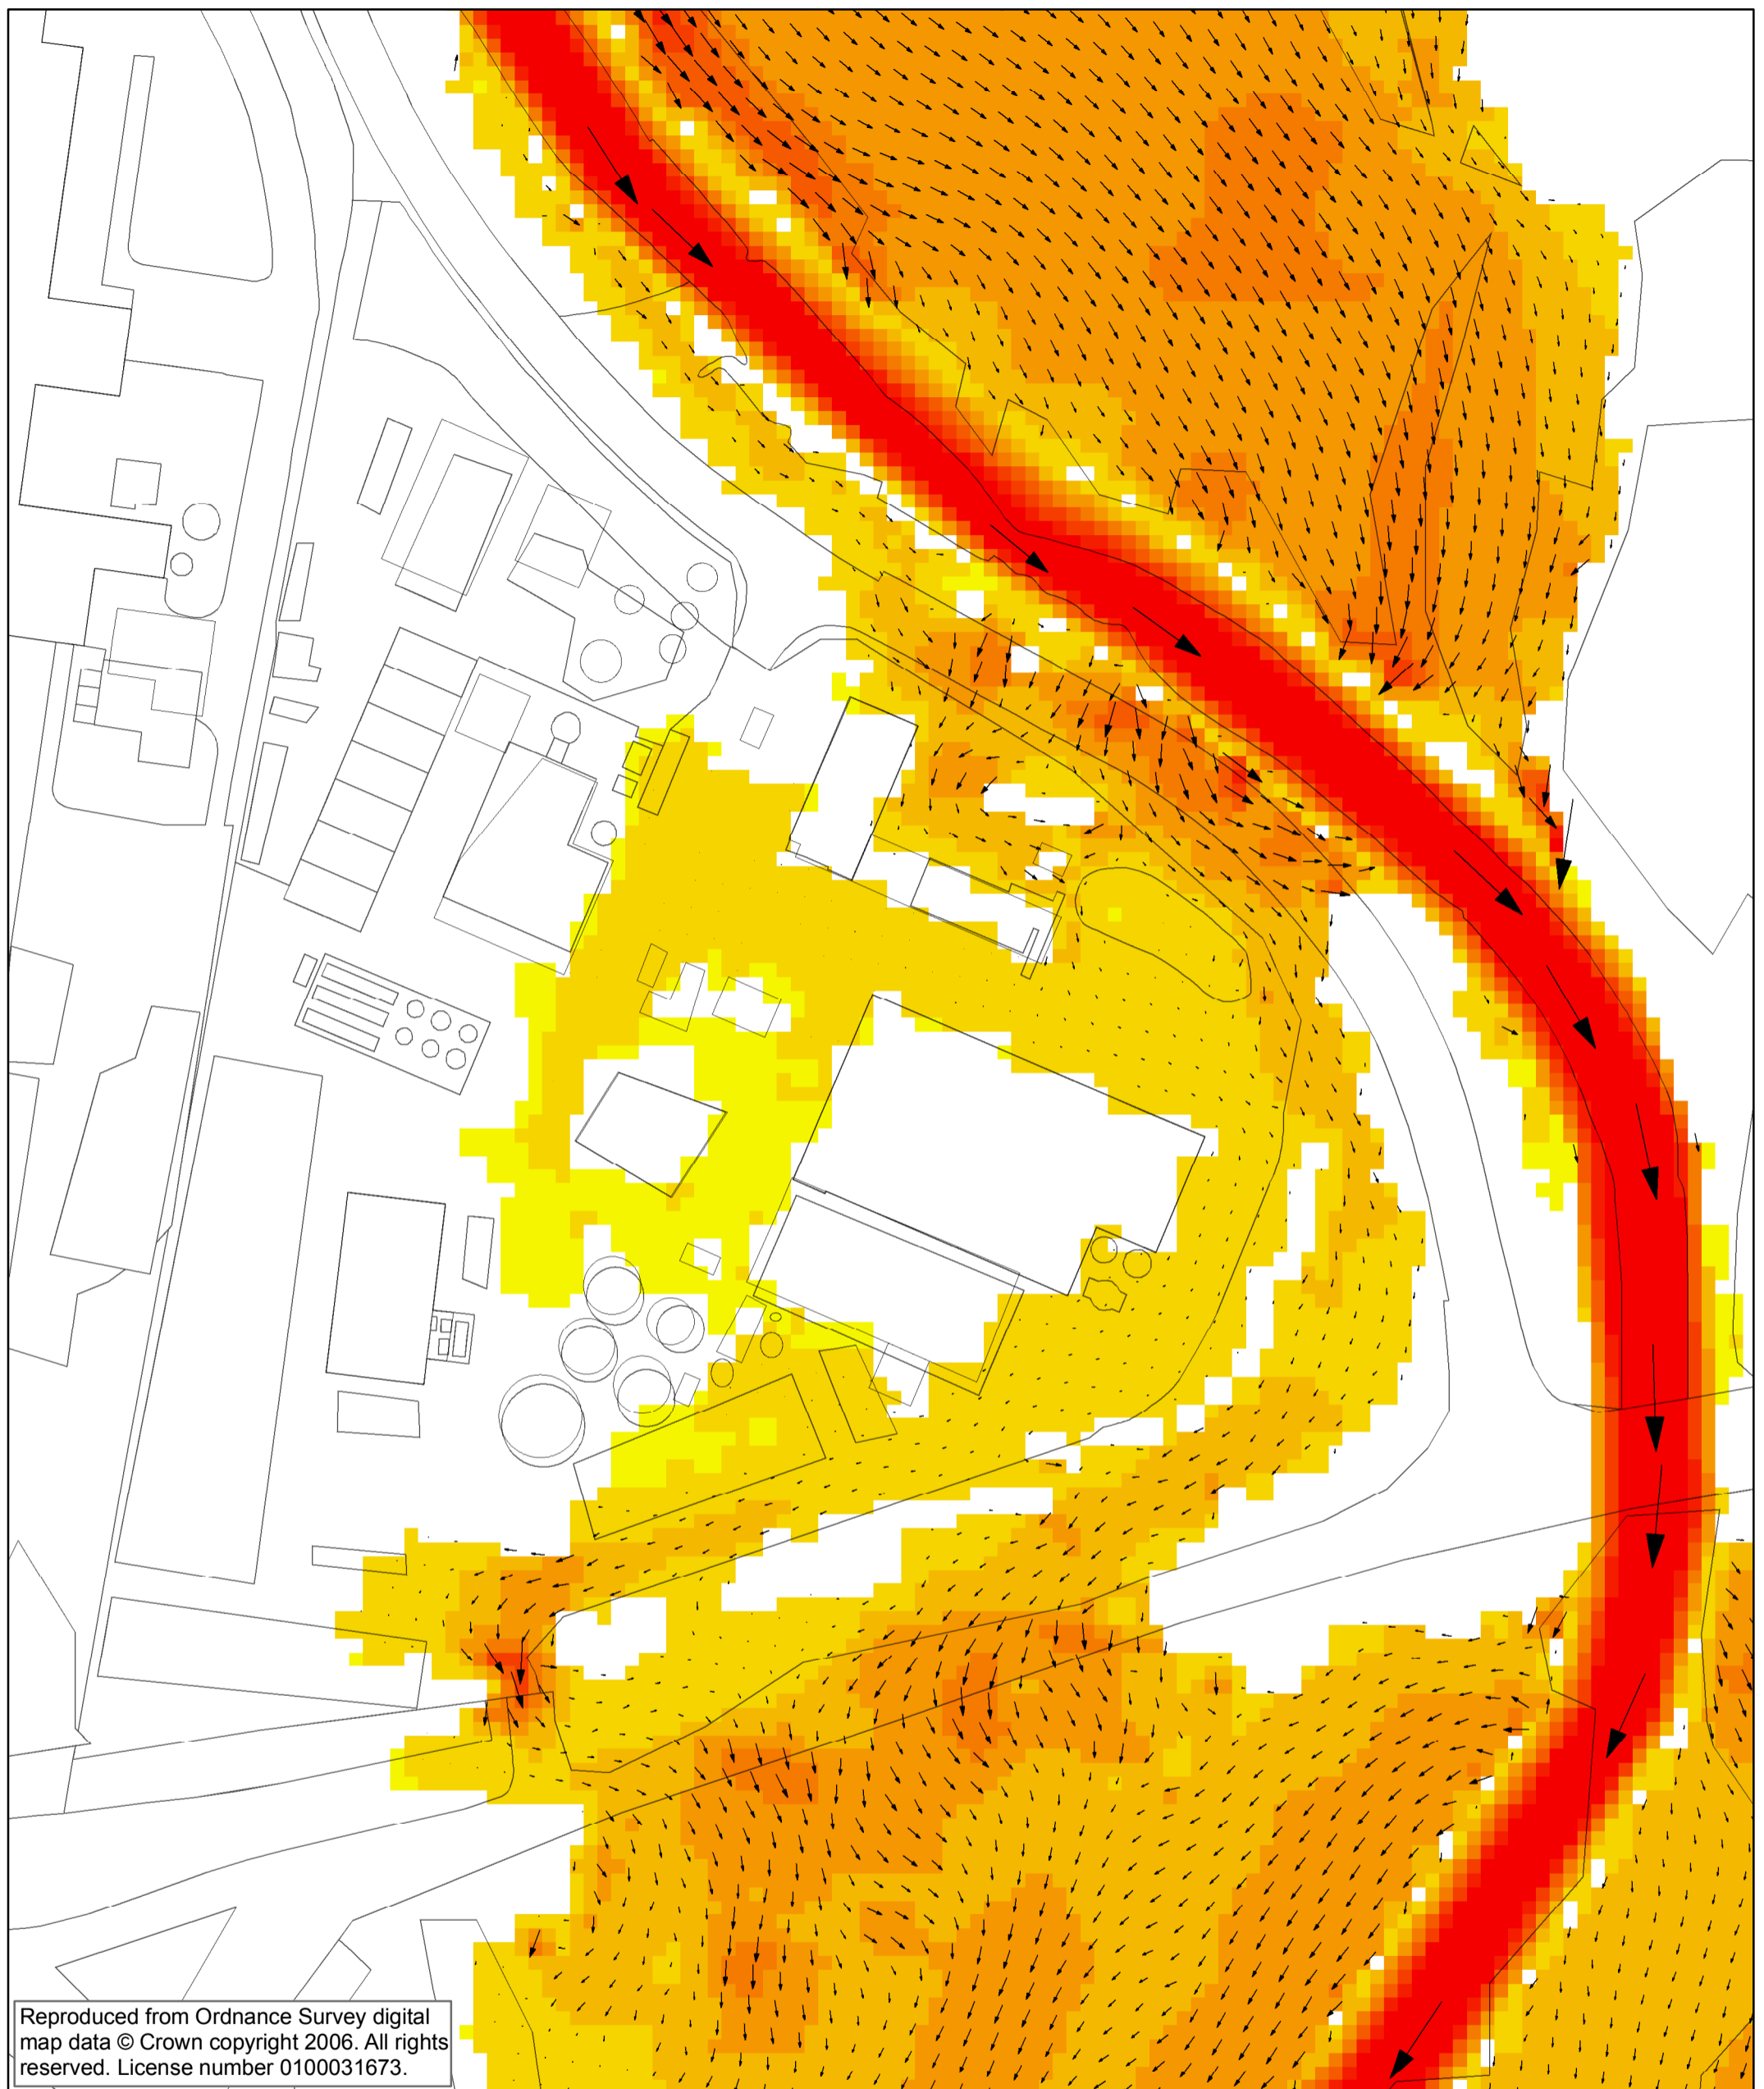 Reproduced from Ordnance Survey digital
map data © Crown copyright 2006. All rights
reserved. License number 0100031673.